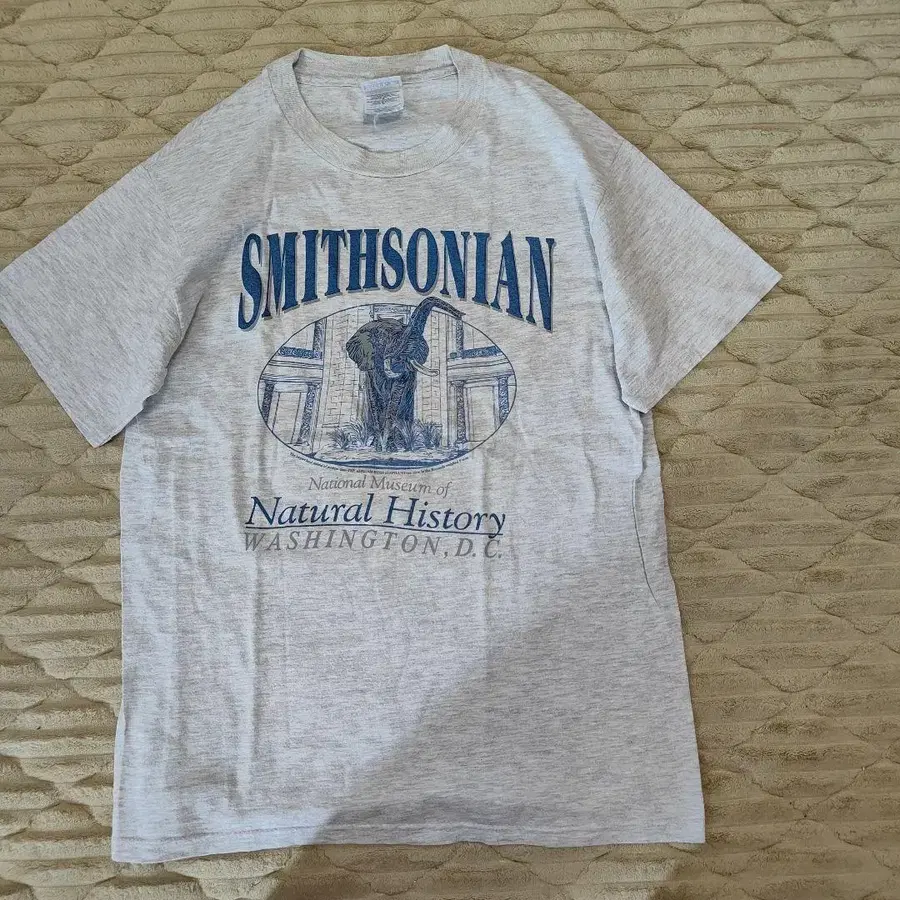 SMITHSONIAN
National Museum of
Natural History
WASHINGTON, D.C.